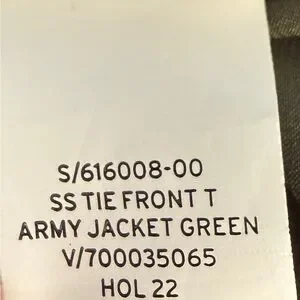 S/616008-00
SS TIE FRONT T
ARMY JACKET GREEN
V/700035065
HOL 22